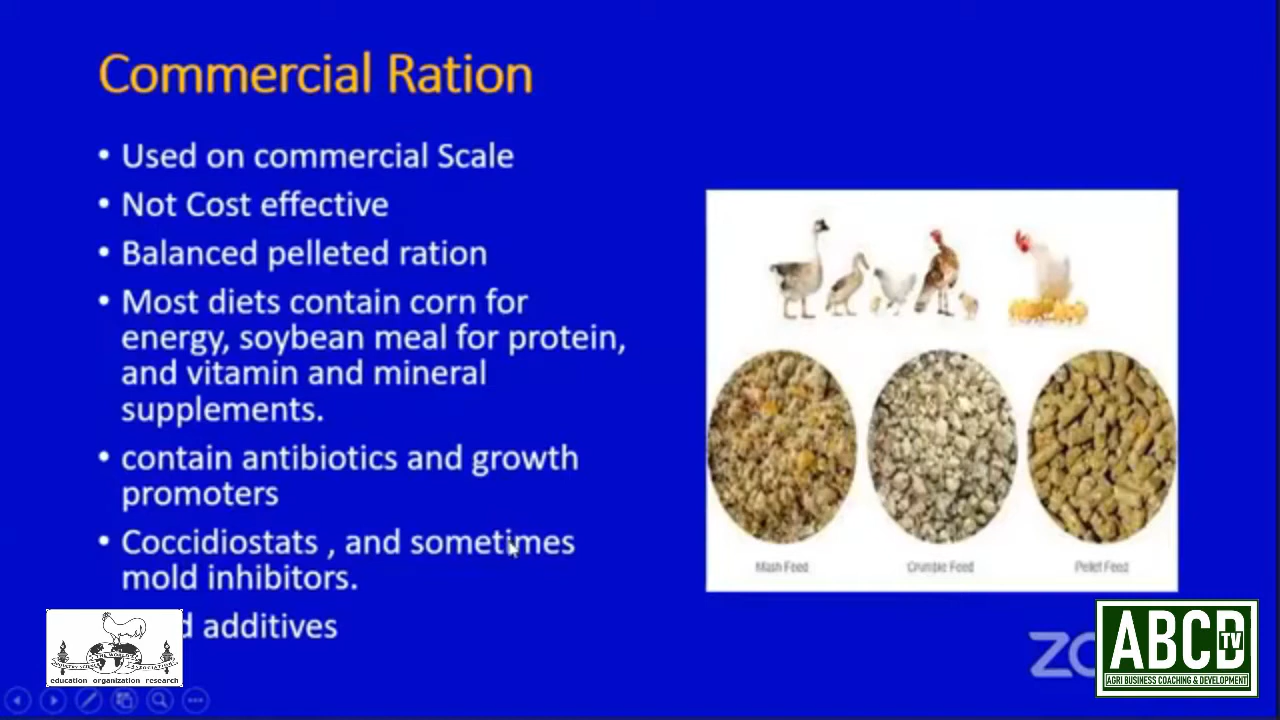 Commercial Ration
• Used on commercial Scale
• Not Cost effective
• Balanced pelleted ration
• Most diets contain corn for
energy, soybean meal for protein,
and vitamin and mineral
supplements.
• contain antibiotics and growth
promoters
• Coccidiostats , and sometimes
mold inhibitors.
d additives
Mash Feed
Crumble Feed
Pellet Feed
education organization research
ZO
ABCD TV
AGRI BUSINESS COACHING & DEVELOPMENT